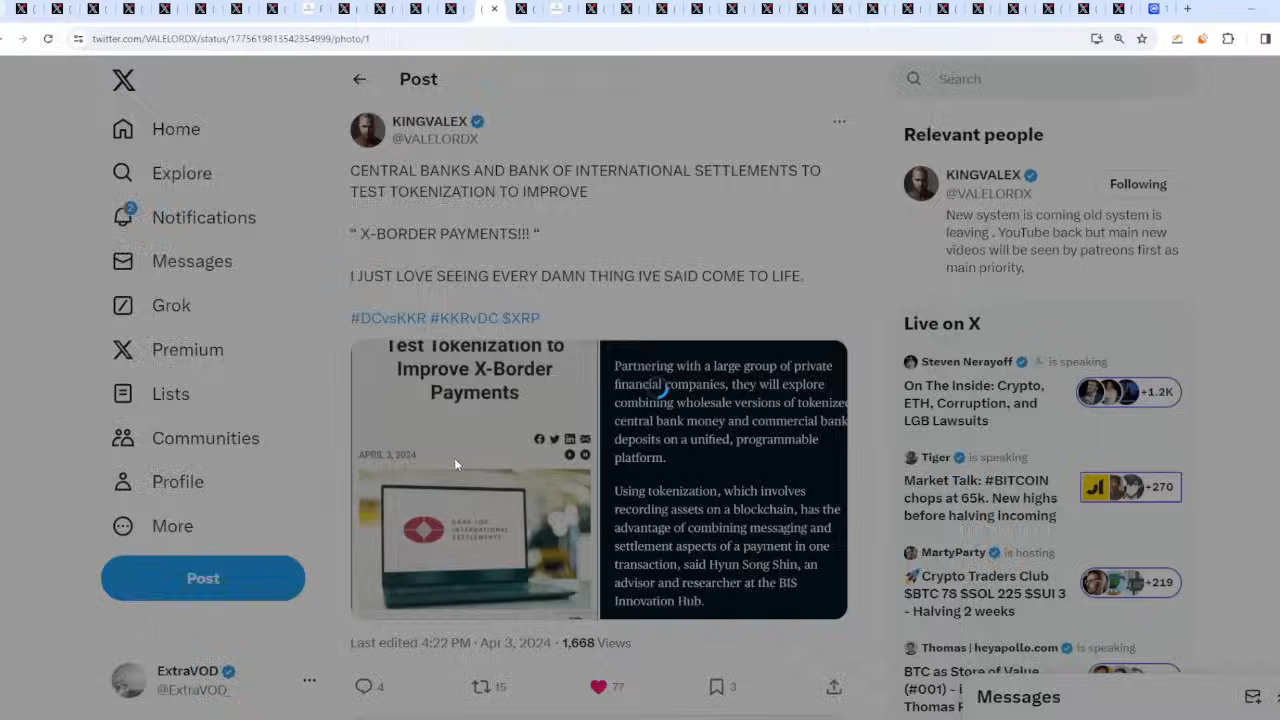 twitter.com/VALELORDX/status/1775619813542354999/photo/1
Home
Explore
2
Notifications
Messages
Grok
Premium
Lists
Communities
Profile
More
Post
ExtraVOD
@ExtraVOD_
Post
KINGVALEX
@VALELORDX
CENTRAL BANKS AND BANK OF INTERNATIONAL SETTLEMENTS TO
TEST TOKENIZATION TO IMPROVE
" X-BORDER PAYMENTS!!! "
I JUST LOVE SEEING EVERY DAMN THING IVE SAID COME TO LIFE.
#DCvsKKR #KKRvDC $XRP
Test Tokenization to
Improve X-Border
Payments
APRIL 3, 2024
BANK FOR
INTERNATIONAL
SETTLEMENTS
Partnering with a large group of private
financial companies, they will explore
combining wholesale versions of tokenized
central bank money and commercial bank
deposits on a unified, programmable
platform.
Using tokenization, which involves
recording assets on a blockchain, has the
advantage of combining messaging and
settlement aspects of a payment in one
transaction, said Hyun Song Shin, an
advisor and researcher at the BIS
Innovation Hub.
Last edited 4:22 PM · Apr 3, 2024 · 1,668 Views
4
15
77
3
Search
Relevant people
KINGVALEX
@VALELORDX
Following
New system is coming old system is
leaving . YouTube back but main new
videos will be seen by patreons first as
main priority.
Live on X
Steven Nerayoff is speaking
On The Inside: Crypto,
ETH, Corruption, and
LGB Lawsuits
+1.2K
Tiger is speaking
Market Talk: #BITCOIN
chops at 65k. New highs
before halving incoming
+270
MartyParty is hosting
🚀Crypto Traders Club
$BTC 78 $SOL 225 $SUI 3
- Halving 2 weeks
+219
Thomas | heyapollo.com is speaking
BTC as Store of Value
(#001) -
Thomas
Messages